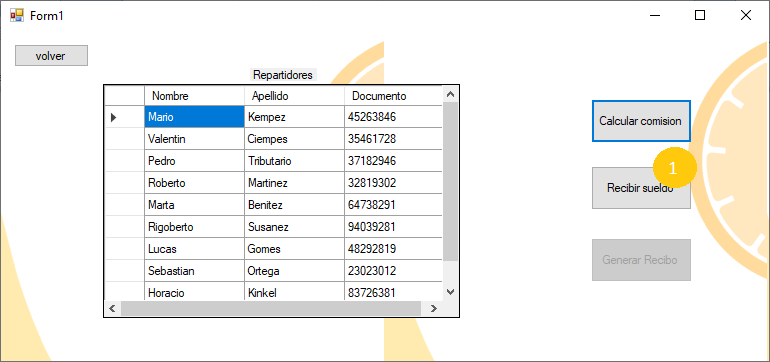 Form1
volver
Repartidores
Nombre Apellido Documento
Mario Kempez 45263846
Valentin Ciempes 35461728
Pedro Tributario 37182946
Roberto Martinez 32819302
Marta Benitez 64738291
Rigoberto Susanez 94039281
Lucas Gomes 48292819
Sebastian Ortega 23023012
Horacio Kinkel 83726381
Calcular comision
1
Recibir sueldo
Generar Recibo